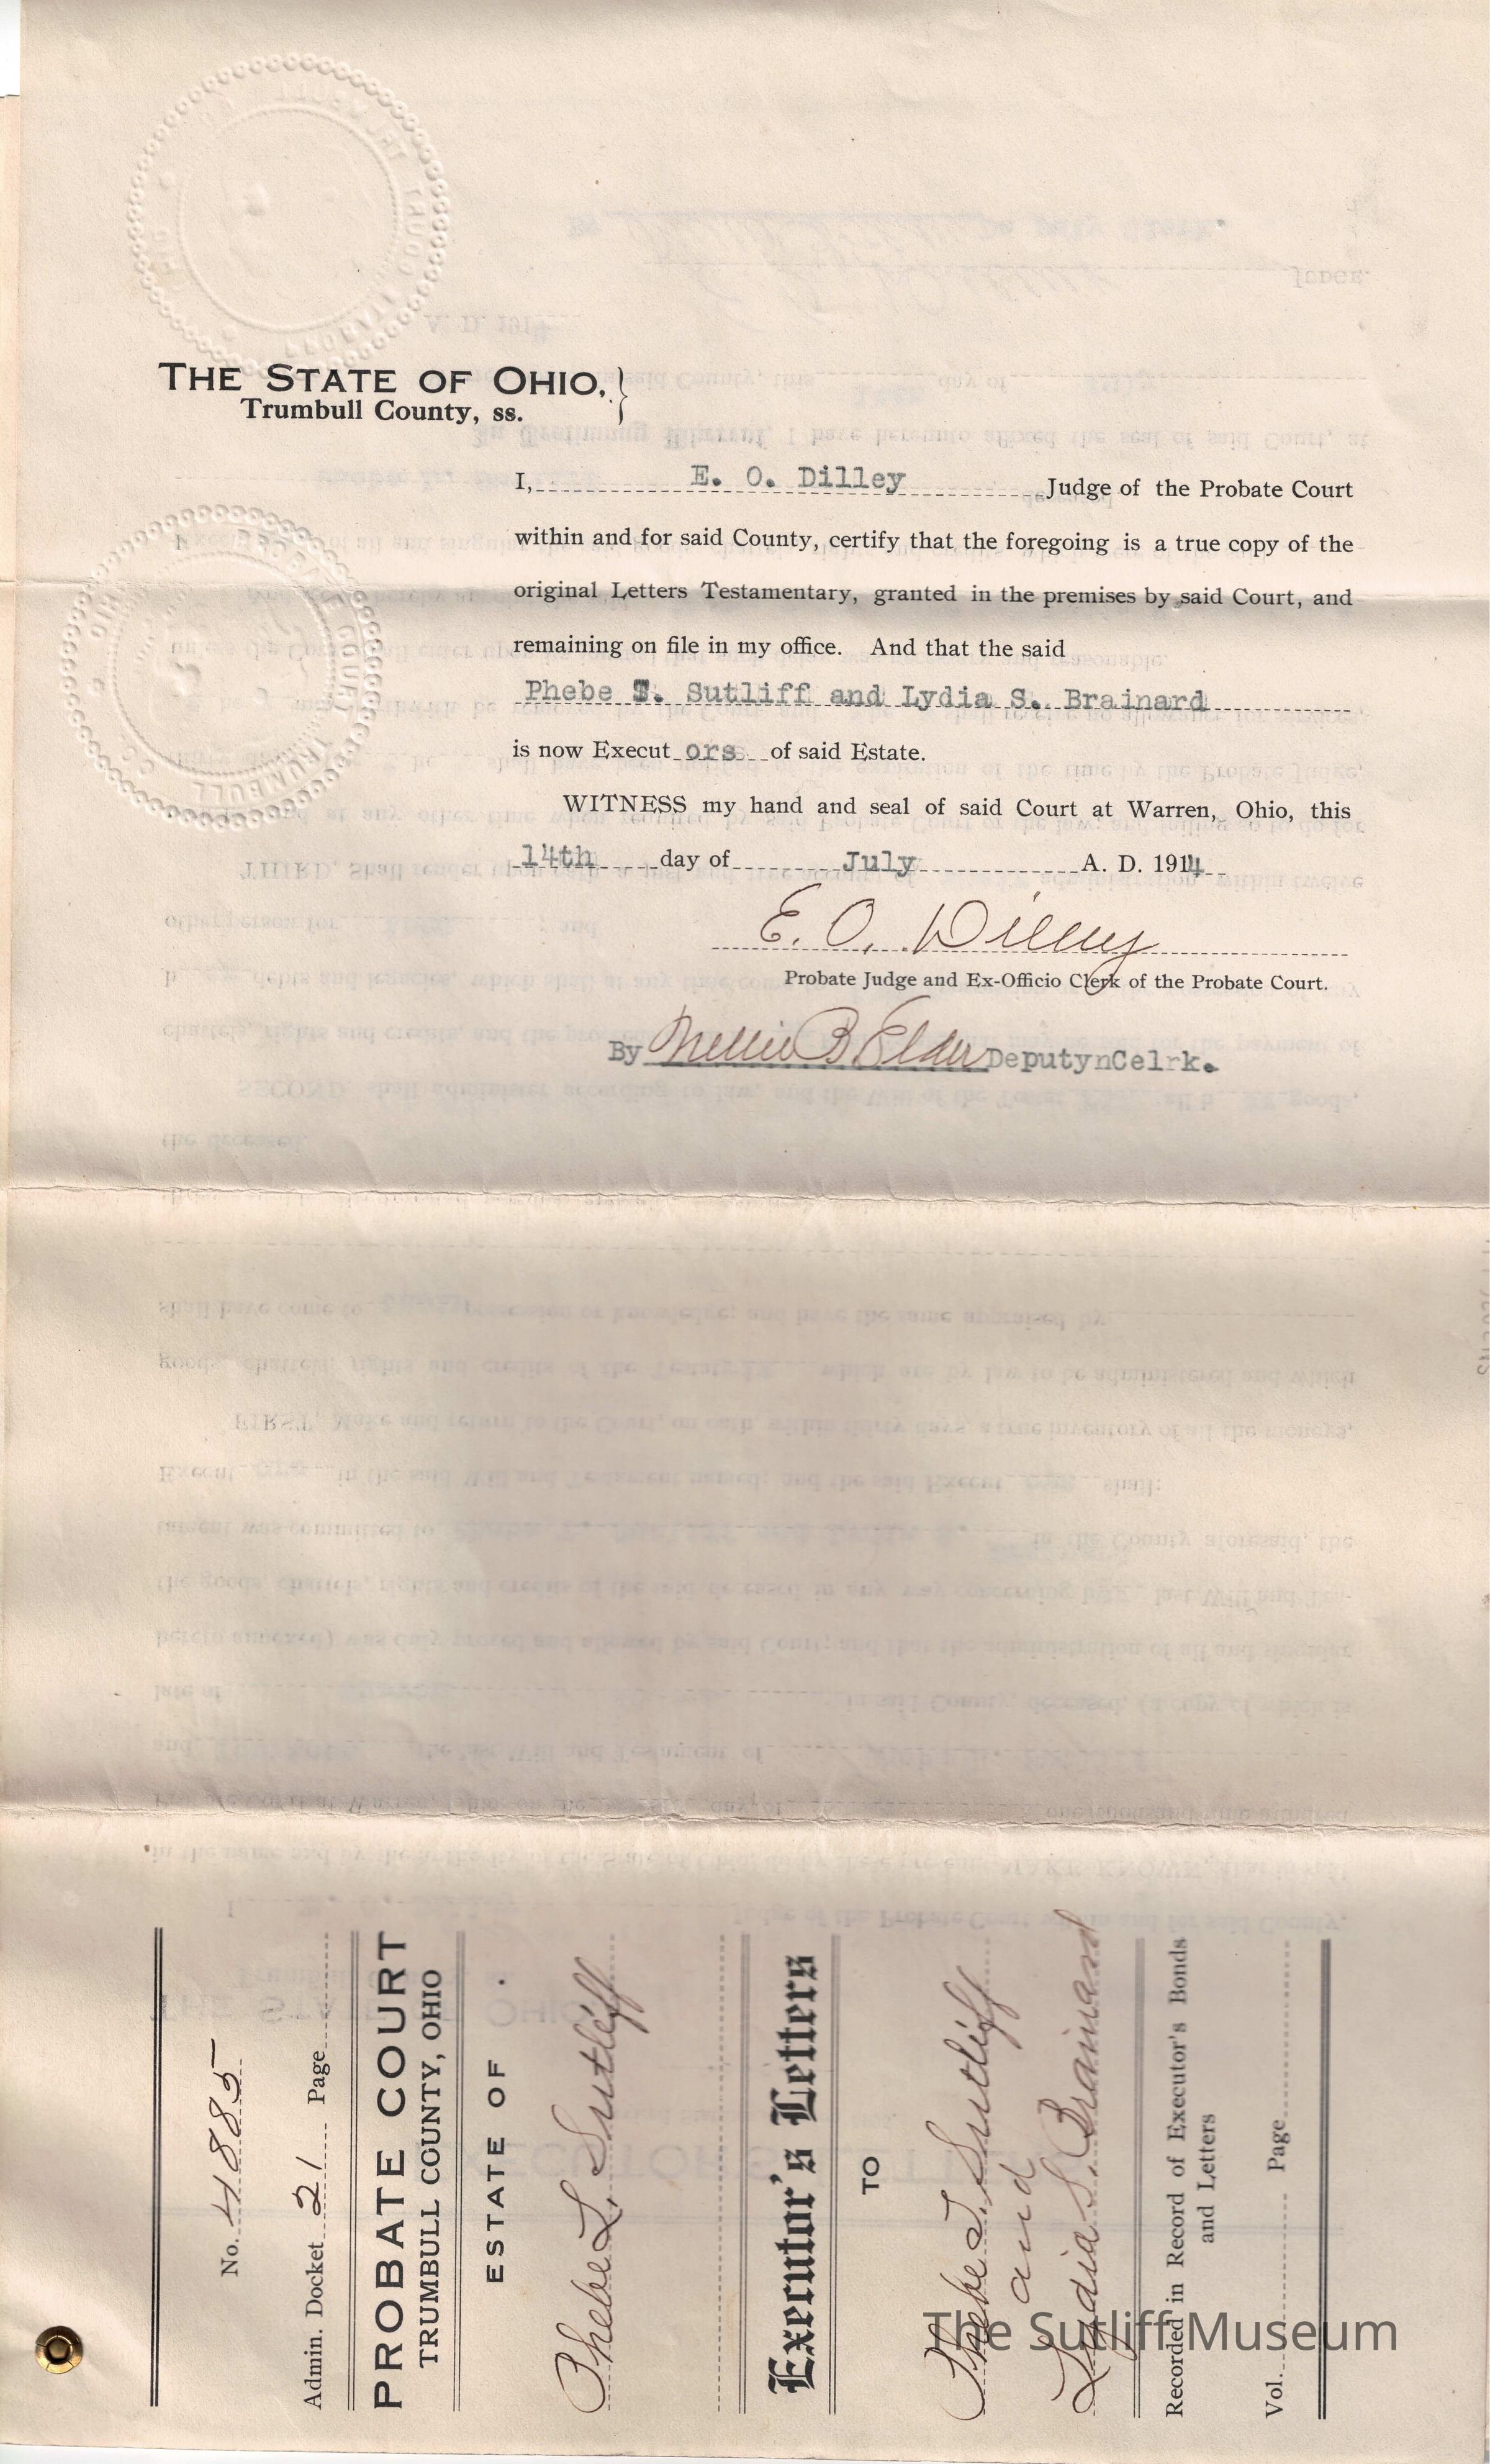 THE STATE OF OHIO,
Trumbull County, ss.
I, E. O. Dilley Judge of the Probate Court
within and for said County, certify that the foregoing is a true copy of the
original Letters Testamentary, granted in the premises by said Court, and
remaining on file in my office. And that the said
Phebe T. Sutliff and Lydia S. Brainard
is now Execut ors of said Estate.
WITNESS my hand and seal of said Court at Warren, Ohio, this
14th day of July A. D. 1914
E. O. Dilley
Probate Judge and Ex-Officio Clerk of the Probate Court.
By Nellie B Elder DeputynCelrk.
No. 4885
Admin. Docket 21 Page
PROBATE COURT
TRUMBULL COUNTY, OHIO
ESTATE OF
Phebe L. Sutliff
Executor's Letters
TO
Phebe T. Sutliff
and
Lydia S. Brainard
Recorded in Record of Executor's Bonds
and Letters
Vol. Page
The Sutliff Museum